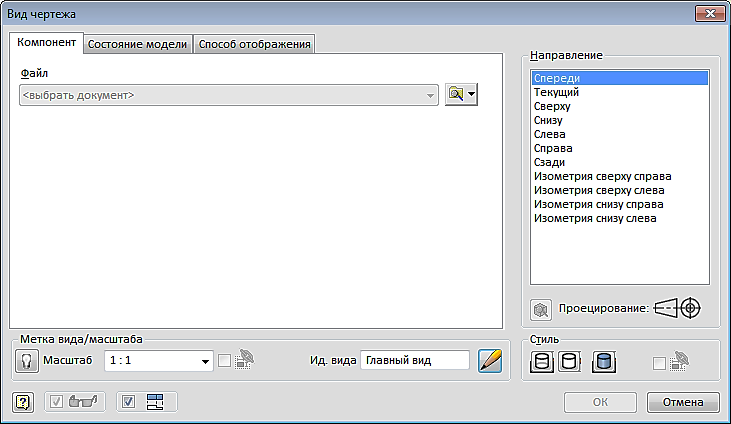 Вид чертежа
Компонент
Состояние модели
Способ отображения
Файл
<выбрать документ>
Направление
Спереди
Текущий
Сверху
Снизу
Слева
Справа
Сзади
Изометрия сверху справа
Изометрия сверху слева
Изометрия снизу справа
Изометрия снизу слева
Проецирование:
Метка вида/масштаба
Масштаб
1 : 1
Ид. вида
Главный вид
Стиль
ОК
Отмена